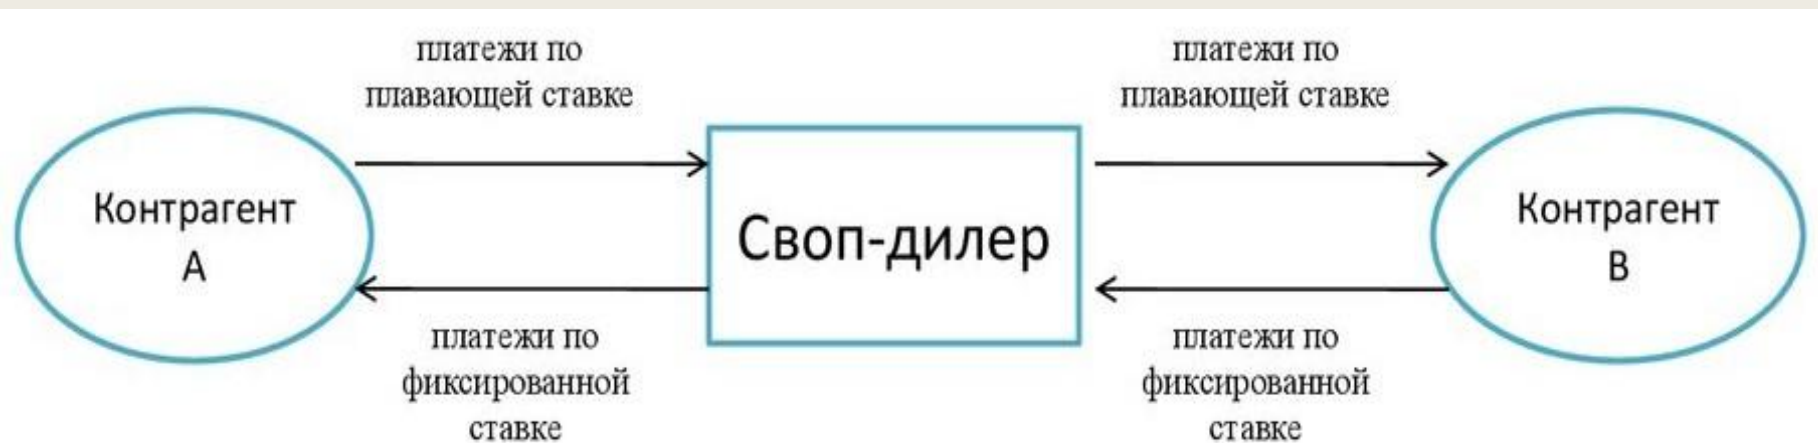 платежи по
плавающей ставке
платежи по
плавающей ставке
Контрагент
А
Своп-дилер
Контрагент
В
платежи по
фиксированной
ставке
платежи по
фиксированной
ставке